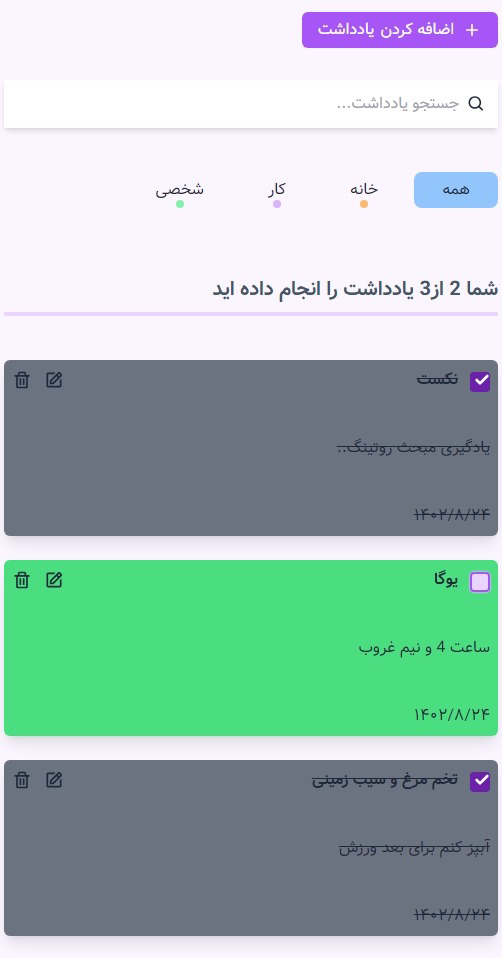 اضافه کردن یادداشت
جستجو یادداشت...
همه
خانه
کار
شخصی
شما 2 از3 یادداشت را انجام داده اید
نکست
یادگیری مبحث روتینگ..
۱۴۰۲/۸/۲۴
یوگا
ساعت 4 و نیم غروب
۱۴۰۲/۸/۲۴
تخم مرغ و سیب زمینی
آبپز کنم برای بعد ورزش
۱۴۰۲/۸/۲۴